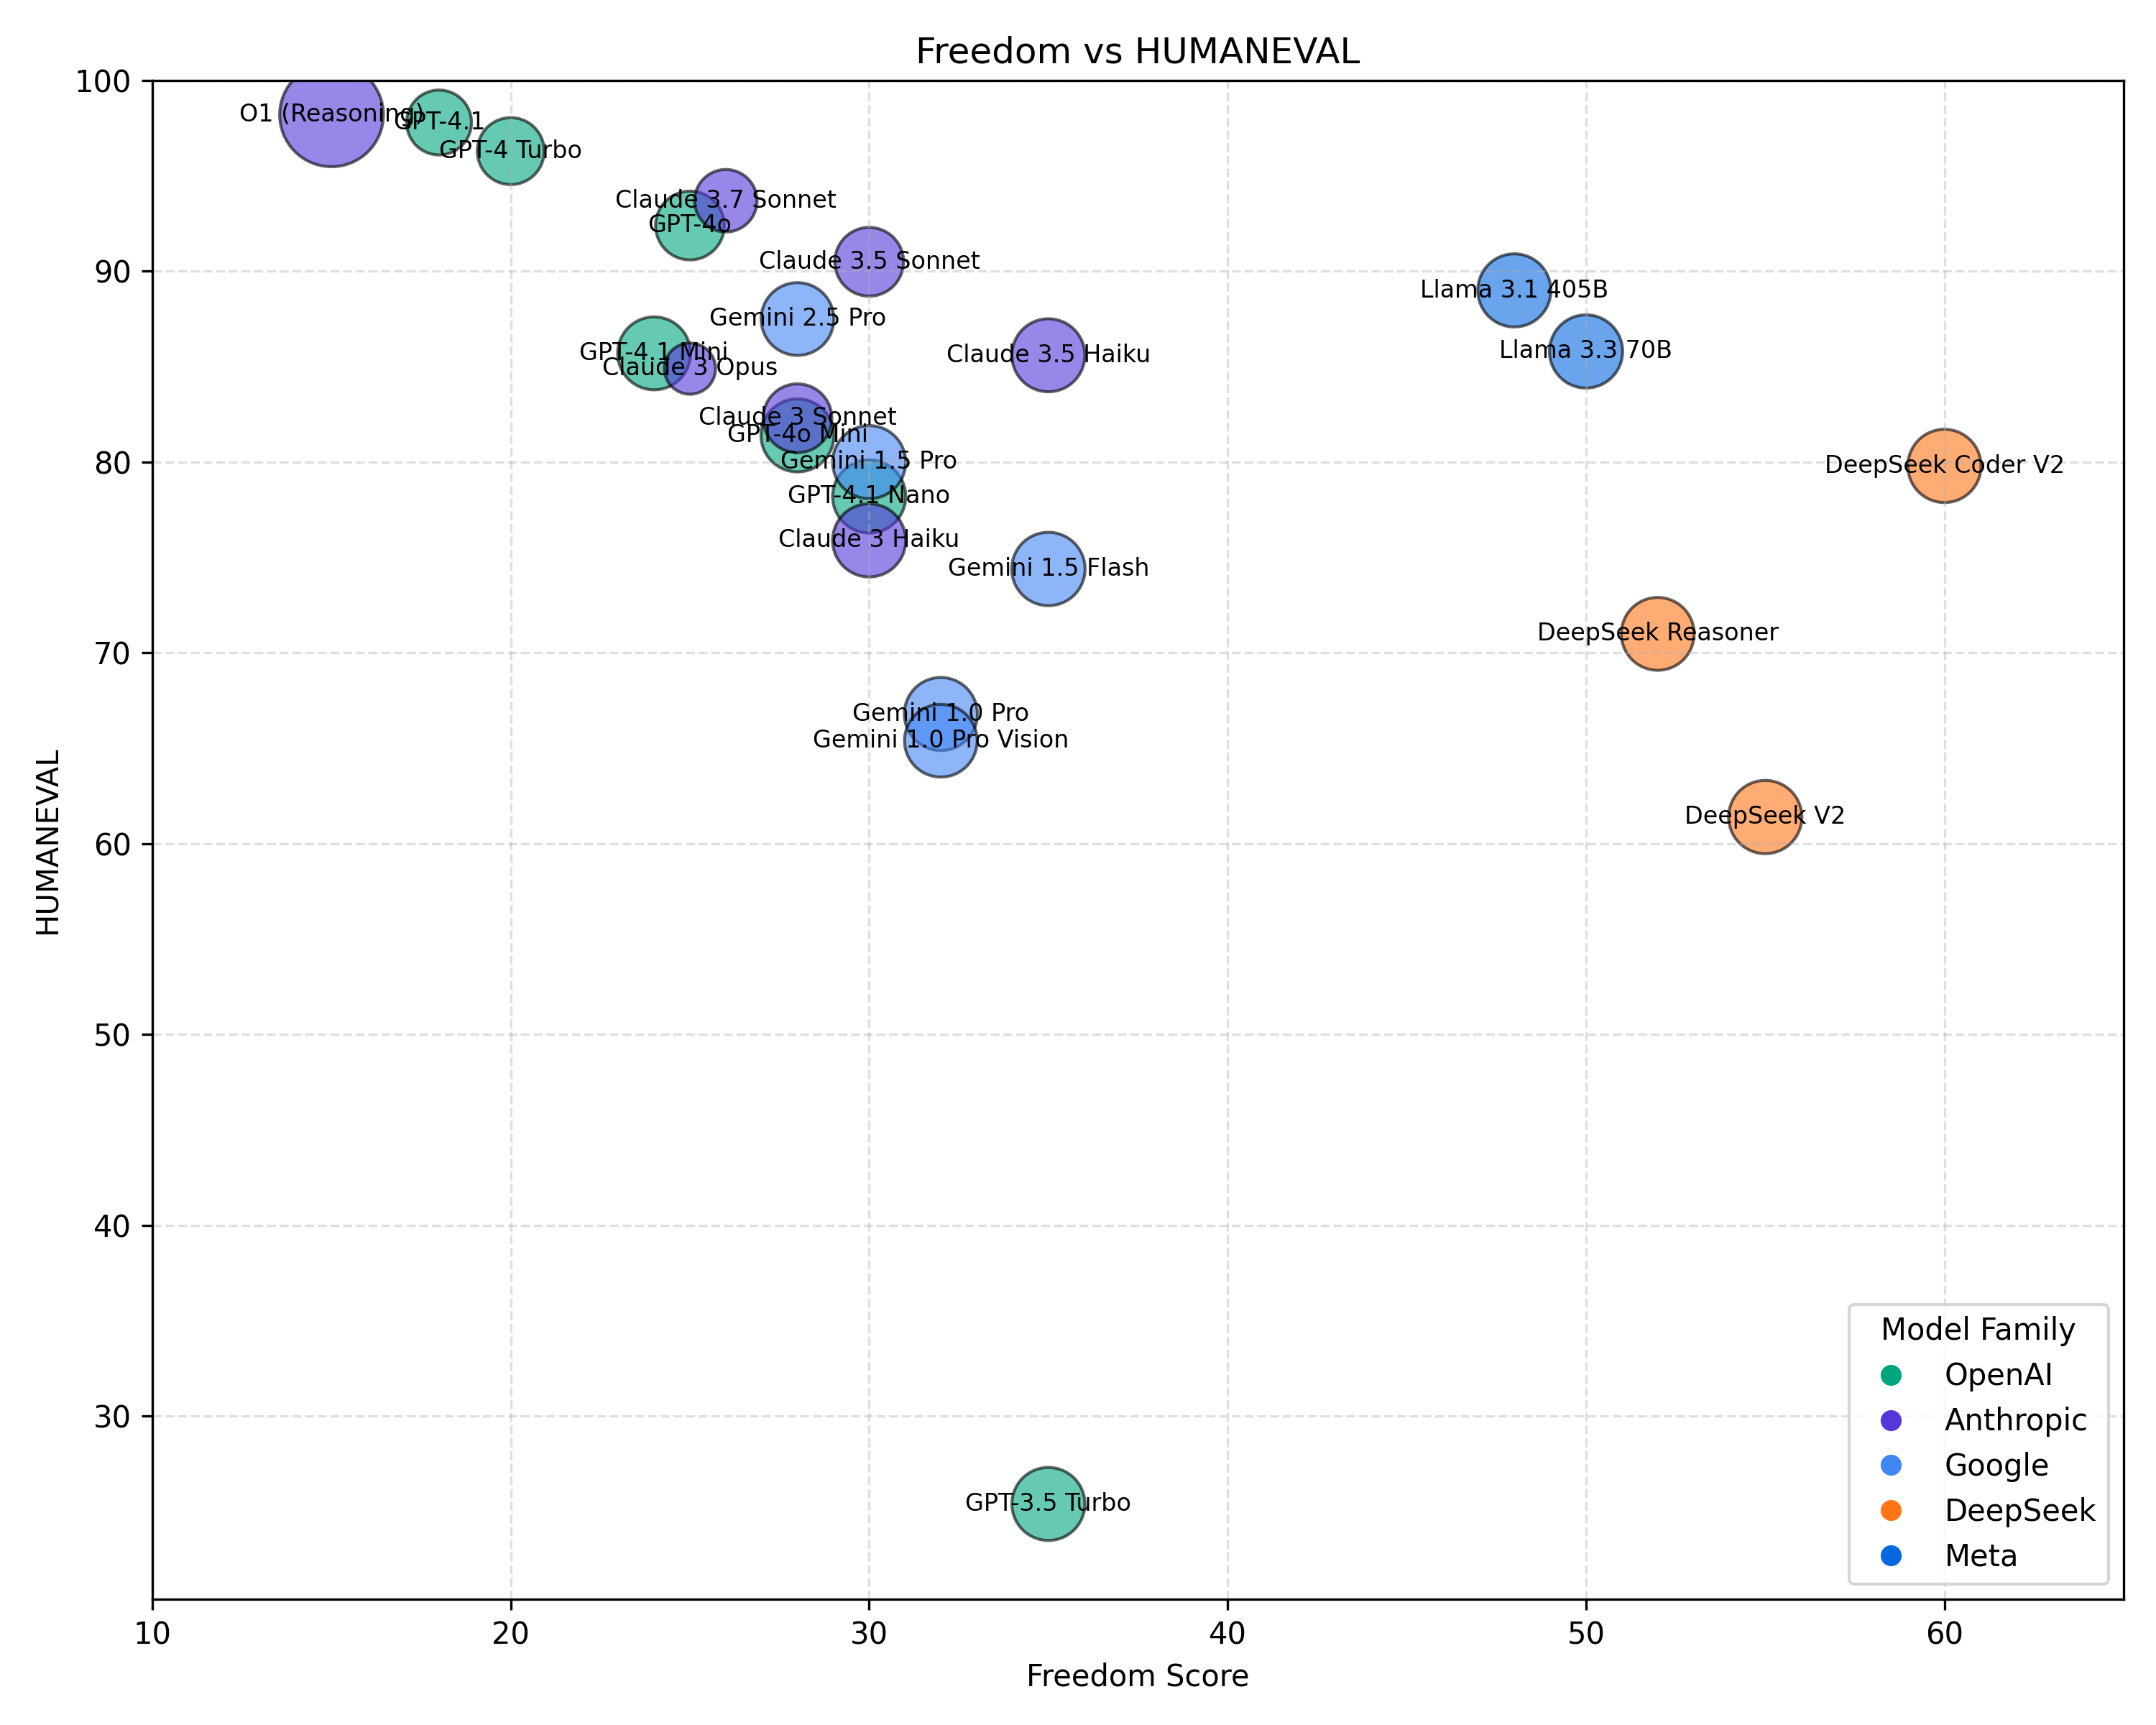 Freedom vs HUMANEVAL
HUMANEVAL
100
90
80
70
60
50
40
30
O1 (Reasoning)
GPT-4.1
GPT-4 Turbo
Claude 3.7 Sonnet
GPT-4o
Claude 3.5 Sonnet
Llama 3.1 405B
Gemini 2.5 Pro
Llama 3.3 70B
GPT-4.1 Mini
Claude 3.5 Haiku
Claude 3 Opus
Claude 3 Sonnet
GPT-4o Mini
Gemini 1.5 Pro
DeepSeek Coder V2
GPT-4.1 Nano
Claude 3 Haiku
Gemini 1.5 Flash
DeepSeek Reasoner
Gemini 1.0 Pro
Gemini 1.0 Pro Vision
DeepSeek V2
GPT-3.5 Turbo
Model Family
OpenAI
Anthropic
Google
DeepSeek
Meta
10 20 30 40 50 60
Freedom Score